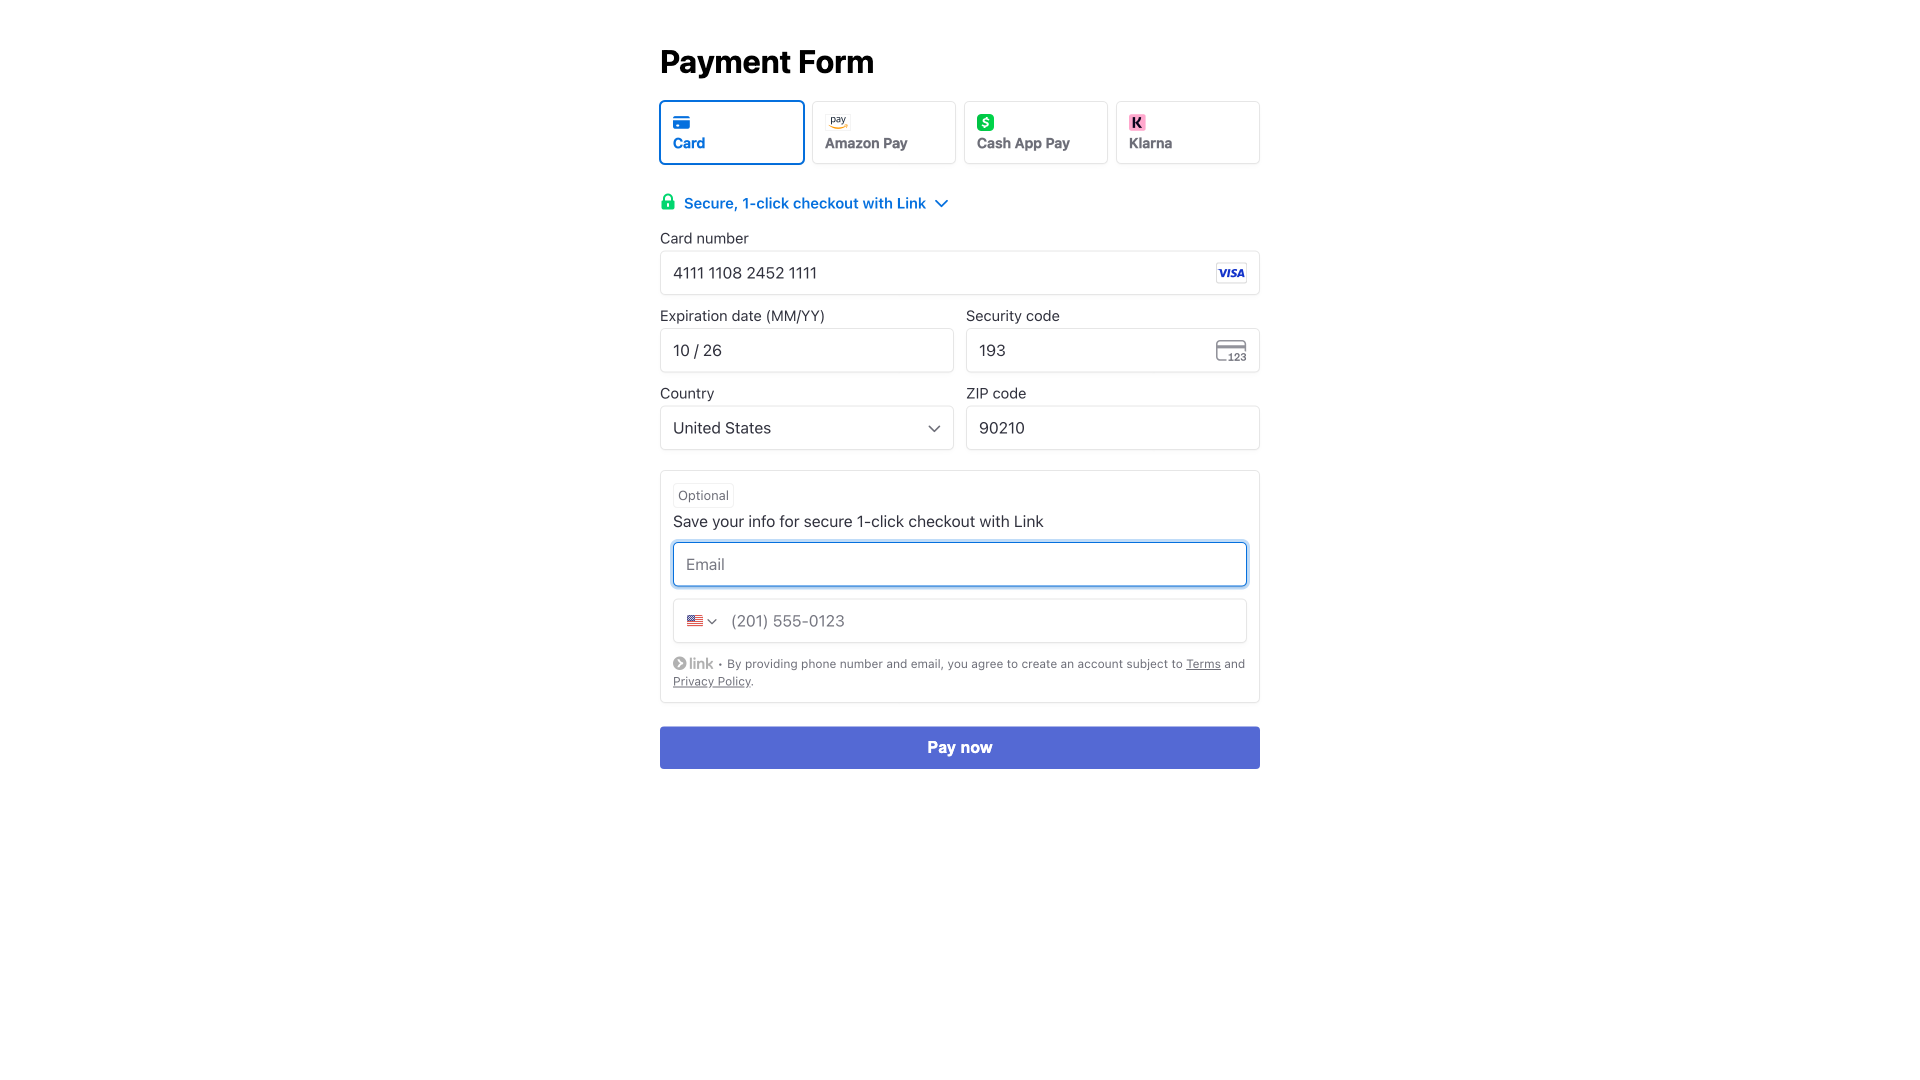 Payment Form
Card
pay
Amazon Pay
$
Cash App Pay
K
Klarna
Secure, 1-click checkout with Link
Card number
4111 1108 2452 1111
VISA
Expiration date (MM/YY)
10 / 26
Security code
193
123
Country
United States
ZIP code
90210
Optional
Save your info for secure 1-click checkout with Link
Email
(201) 555-0123
link • By providing phone number and email, you agree to create an account subject to Terms and
Privacy Policy.
Pay now